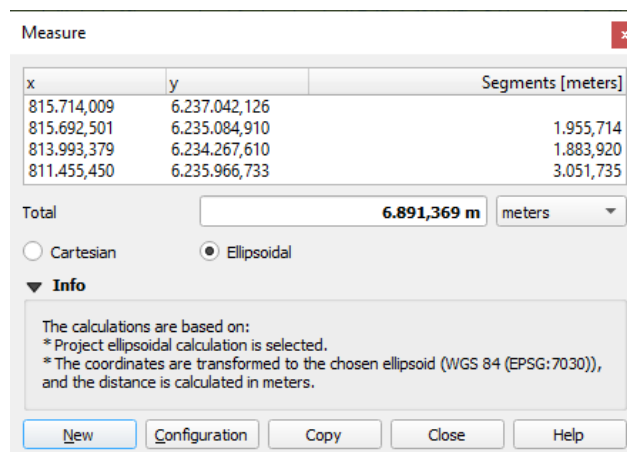 Measure
x y Segments [meters]
815.714,009 6.237.042,126
815.692,501 6.235.084,910 1.955,714
813.993,379 6.234.267,610 1.883,920
811.455,450 6.235.966,733 3.051,735
Total 6.891,369 m meters
Cartesian Ellipsoidal
Info
The calculations are based on:
* Project ellipsoidal calculation is selected.
* The coordinates are transformed to the chosen ellipsoid (WGS 84 (EPSG:7030)),
and the distance is calculated in meters.
New Configuration Copy Close Help